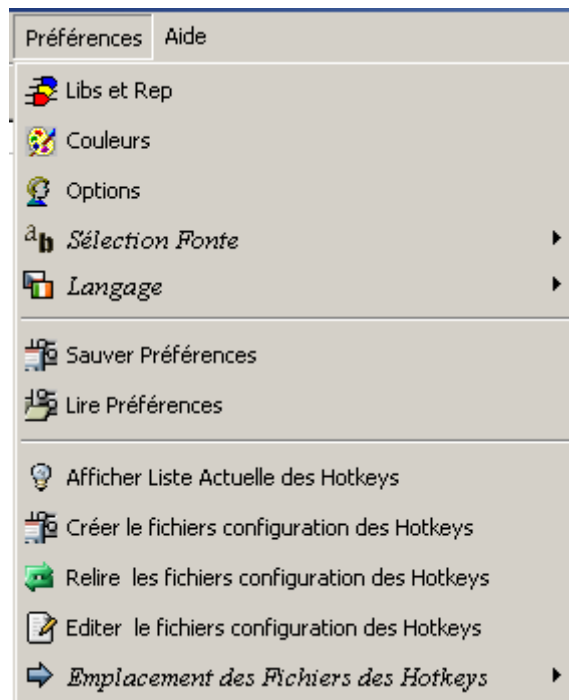 Préférences Aide
Libs et Rep
Couleurs
Options
ab Sélection Fonte
Langage
Sauver Préférences
Lire Préférences
Afficher Liste Actuelle des Hotkeys
Créer le fichiers configuration des Hotkeys
Relire les fichiers configuration des Hotkeys
Editer le fichiers configuration des Hotkeys
Emplacement des Fichiers des Hotkeys